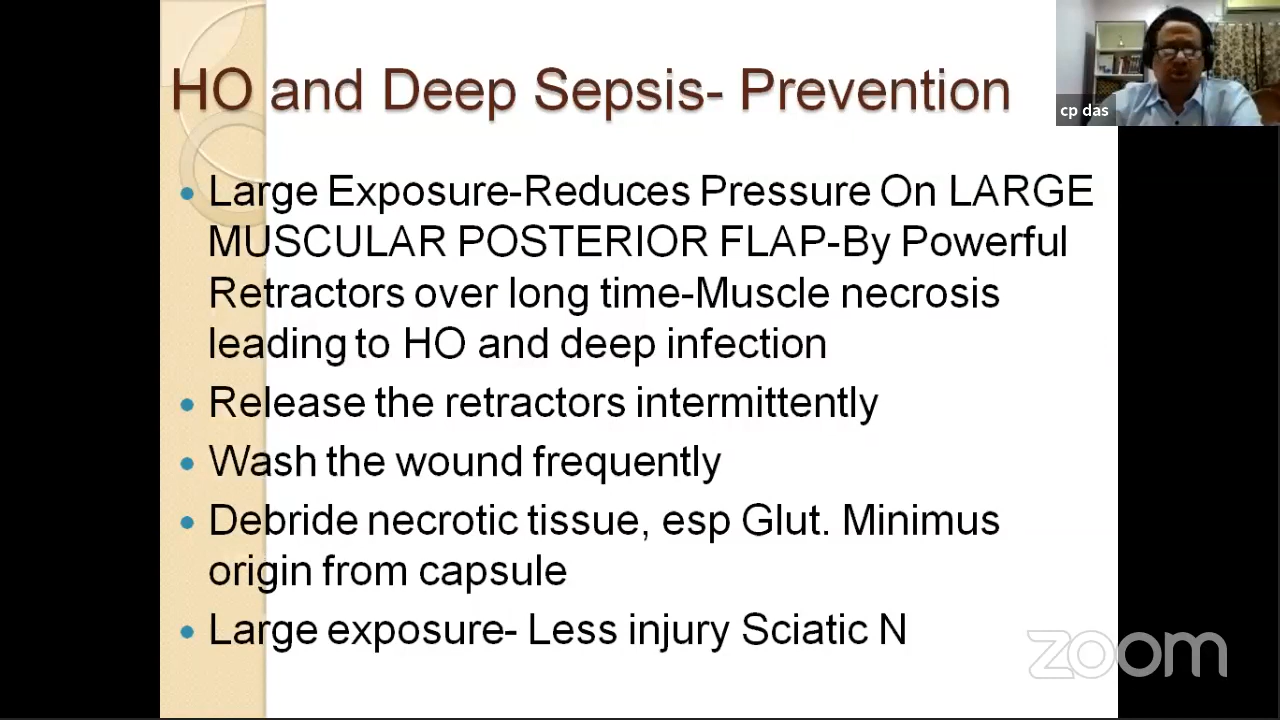 HO and Deep Sepsis- Prevention
cp das
Large Exposure-Reduces Pressure On LARGE
MUSCULAR POSTERIOR FLAP-By Powerful
Retractors over long time-Muscle necrosis
leading to HO and deep infection
Release the retractors intermittently
Wash the wound frequently
Debride necrotic tissue, esp Glut. Minimus
origin from capsule
Large exposure- Less injury Sciatic N
zoom